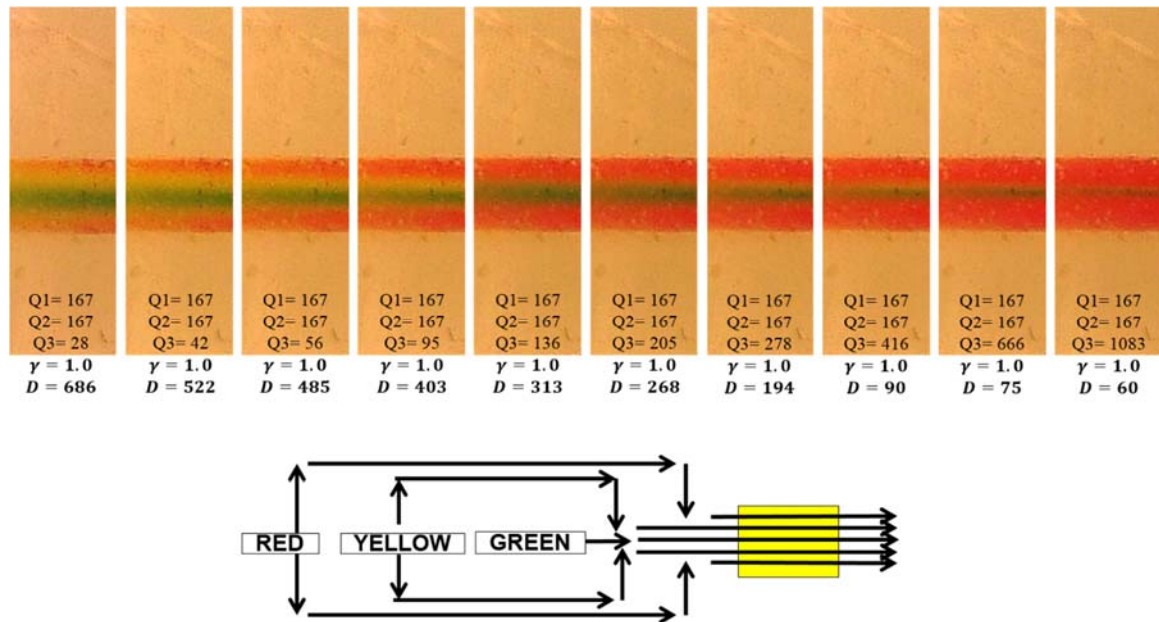 Q1= 167 Q1= 167 Q1= 167 Q1= 167 Q1= 167 Q1= 167 Q1= 167 Q1= 167 Q1= 167 Q1= 167
Q2= 167 Q2= 167 Q2= 167 Q2= 167 Q2= 167 Q2= 167 Q2= 167 Q2= 167 Q2= 167 Q2= 167
Q3= 28 Q3= 42 Q3= 56 Q3= 95 Q3= 136 Q3= 205 Q3= 278 Q3= 416 Q3= 666 Q3= 1083
γ = 1.0 γ = 1.0 γ = 1.0 γ = 1.0 γ = 1.0 γ = 1.0 γ = 1.0 γ = 1.0 γ = 1.0 γ = 1.0
D = 686 D = 522 D = 485 D = 403 D = 313 D = 268 D = 194 D = 90 D = 75 D = 60
RED YELLOW GREEN